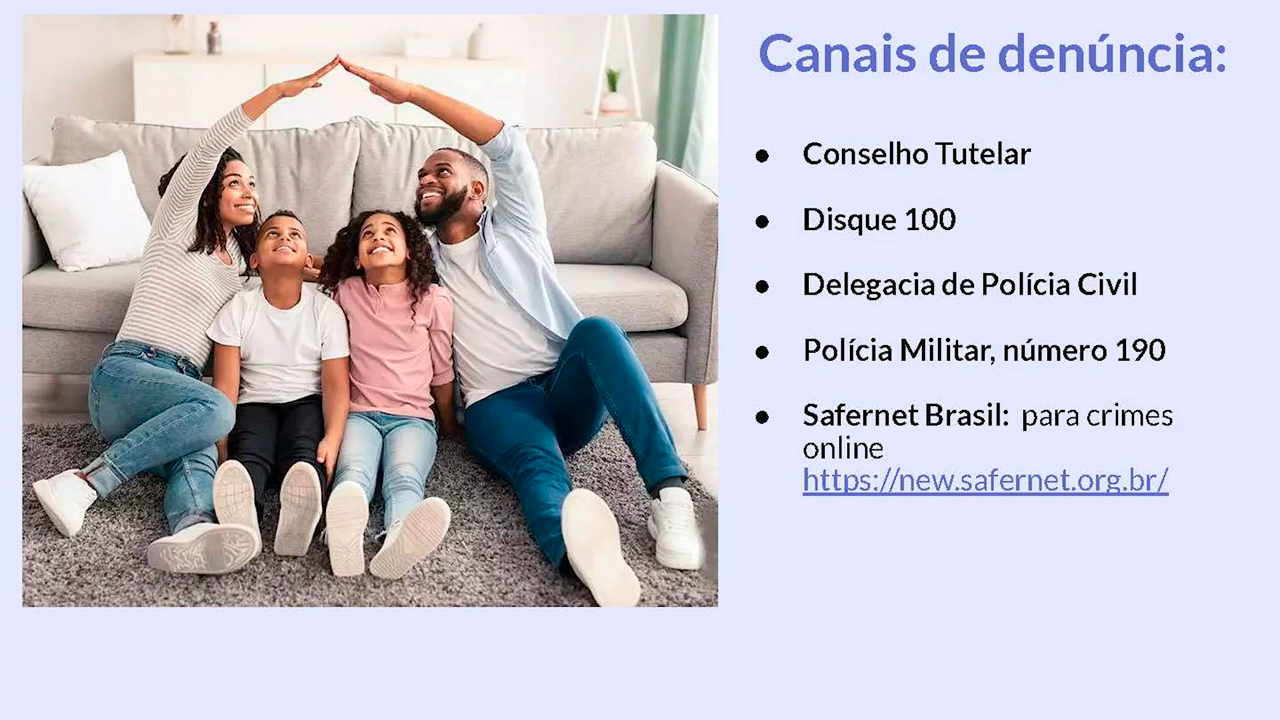 Canais de denúncia:
● Conselho Tutelar
● Disque 100
● Delegacia de Polícia Civil
● Polícia Militar, número 190
● Safernet Brasil: para crimes
online
https://new.safernet.org.br/